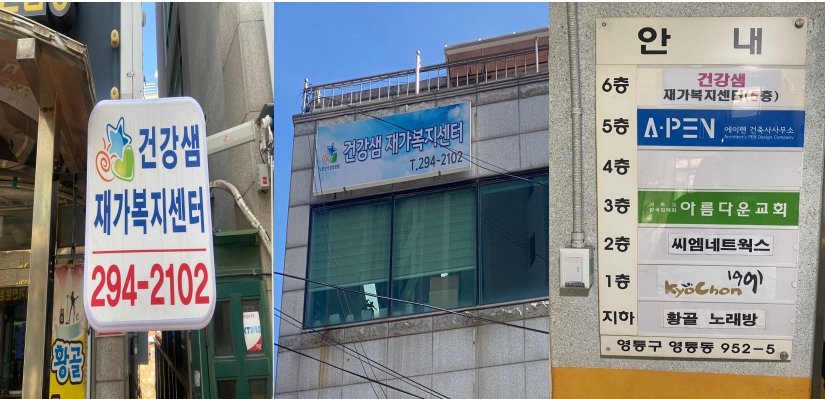 건강샘
재가복지센터
294-2102
황골
건강샘 재가복지센터
T.294-2102
안 내
6층
건강샘
재가복지센터(6층)
5층
A·PEN 에이펜 건축사사무소
Architect's PEN Design Company
4층
3층
아름다운교회
2층
씨엠네트웍스
1층
KyoChon 1991
지하
황골 노래방
영통구 영통동 952-5